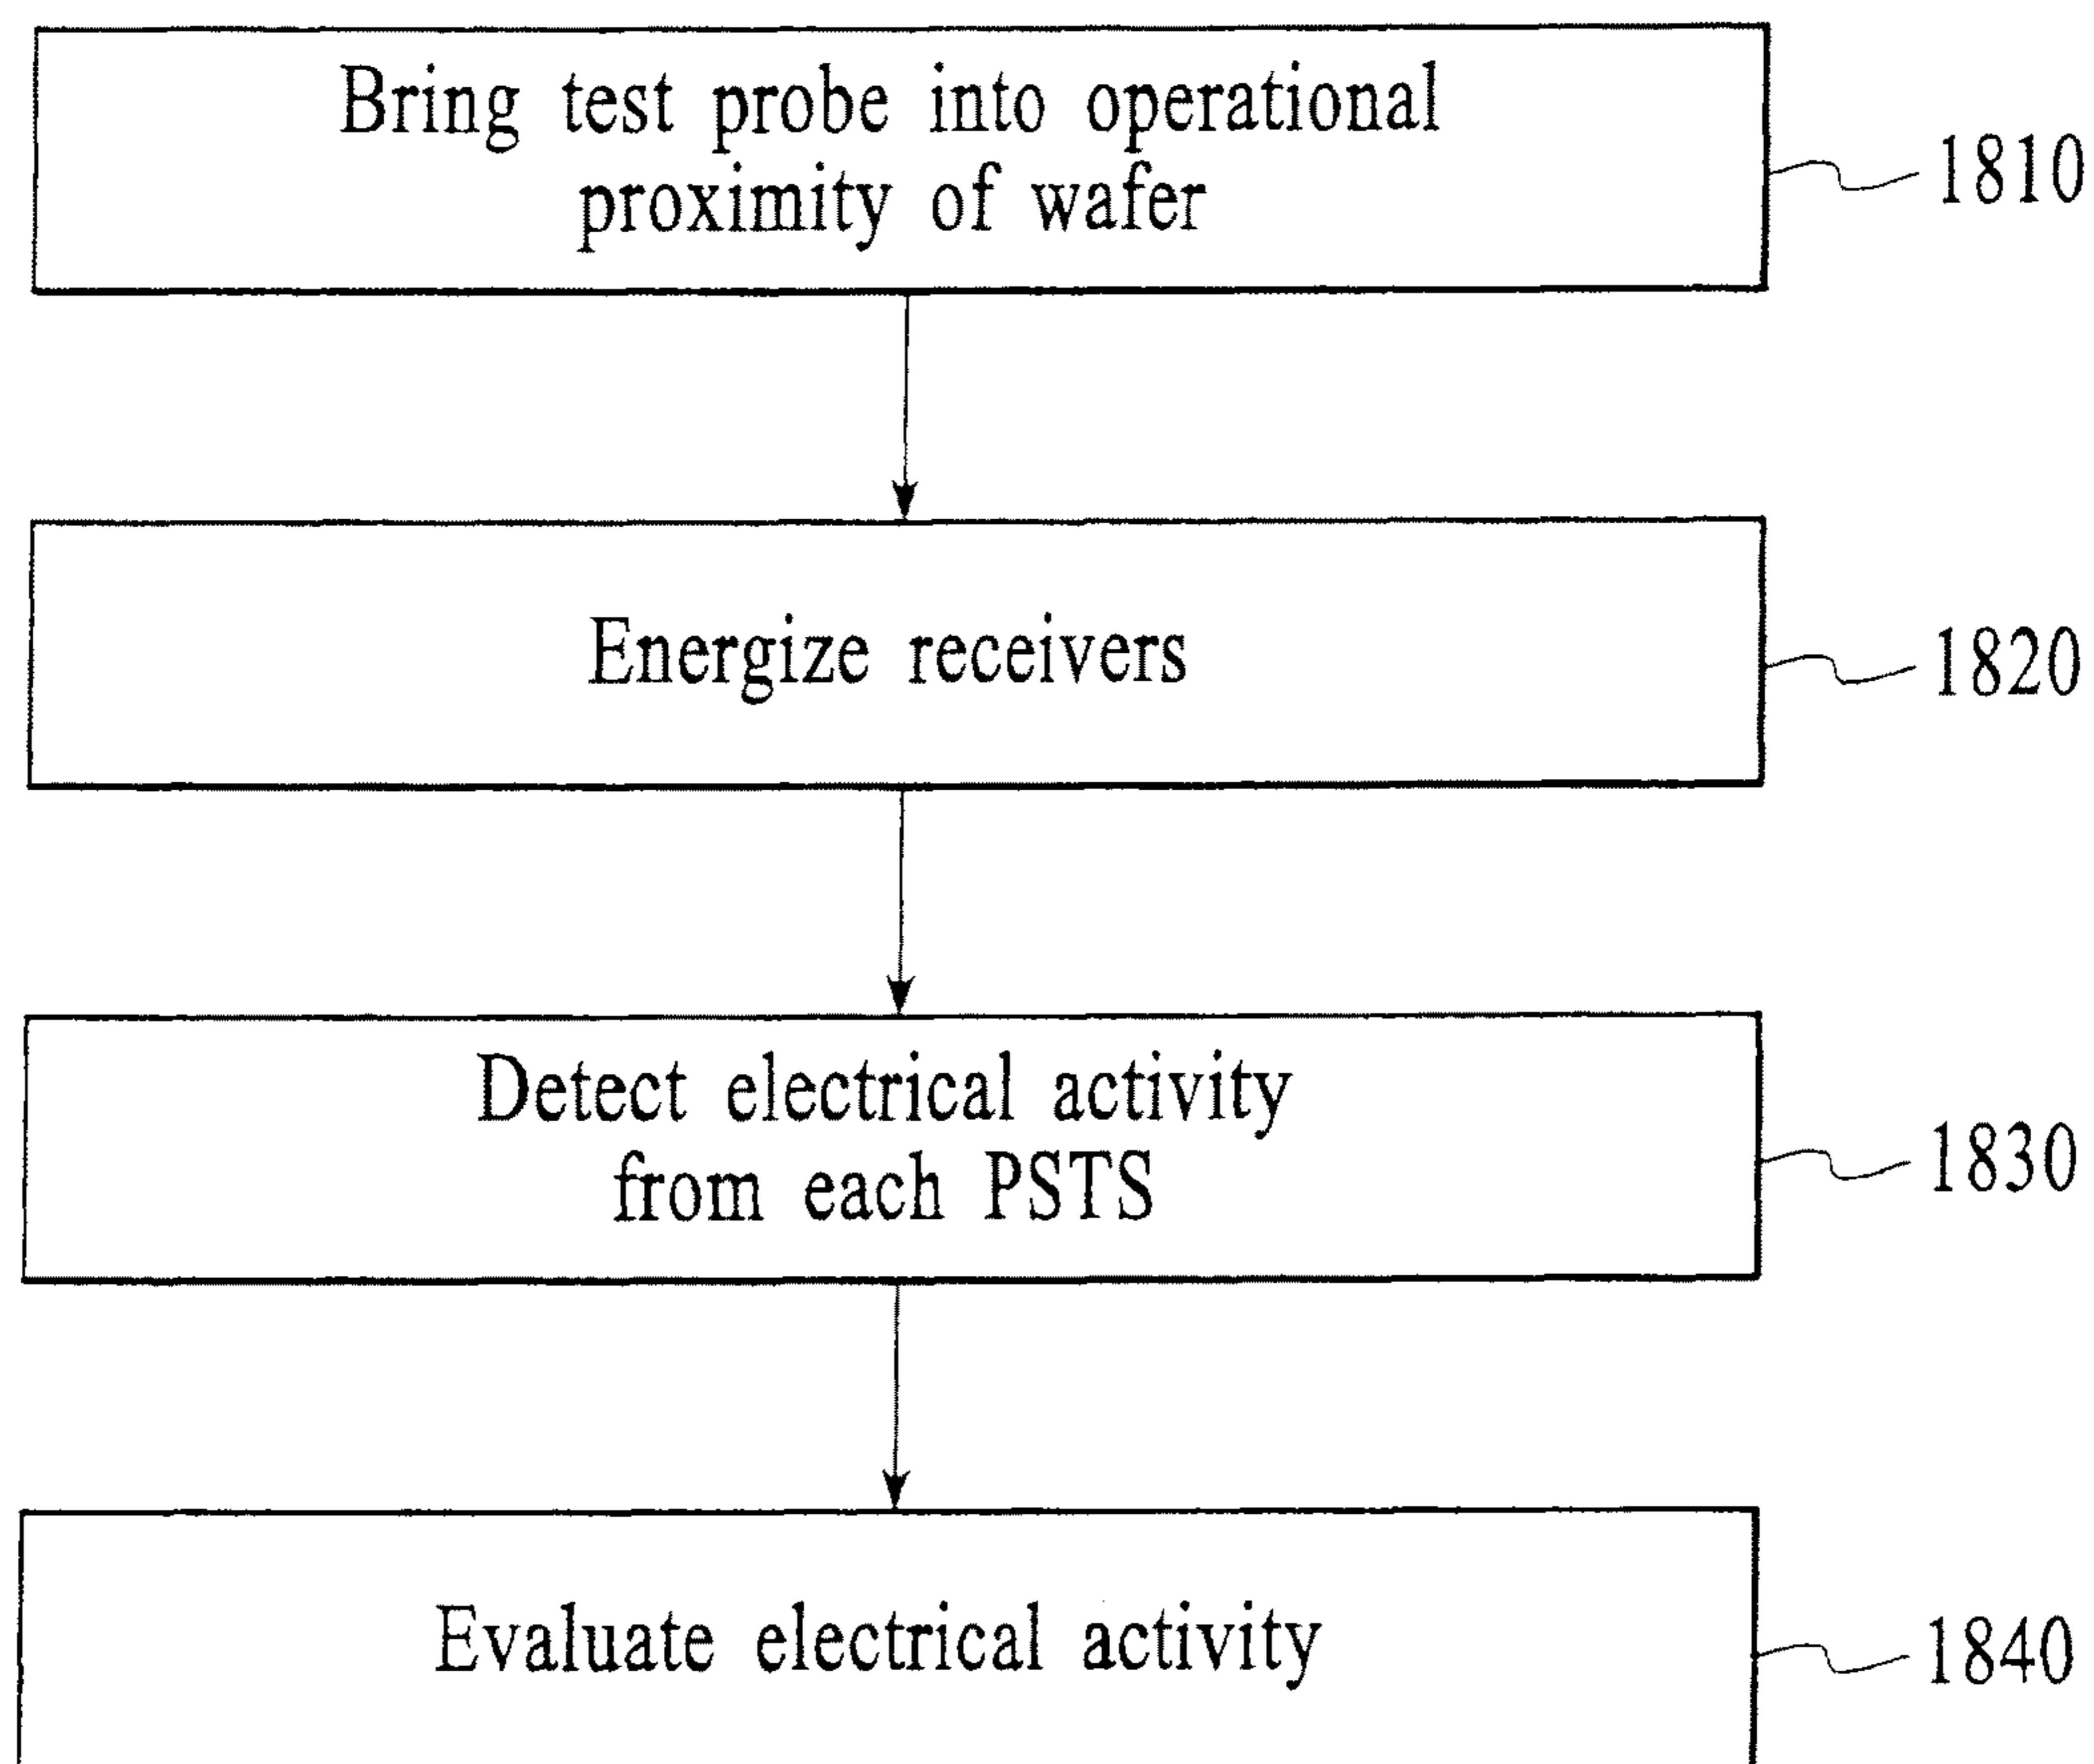 Bring test probe into operational
proximity of wafer
1810
Energize receivers
1820
Detect electrical activity
from each PSTS
1830
Evaluate electrical activity
1840